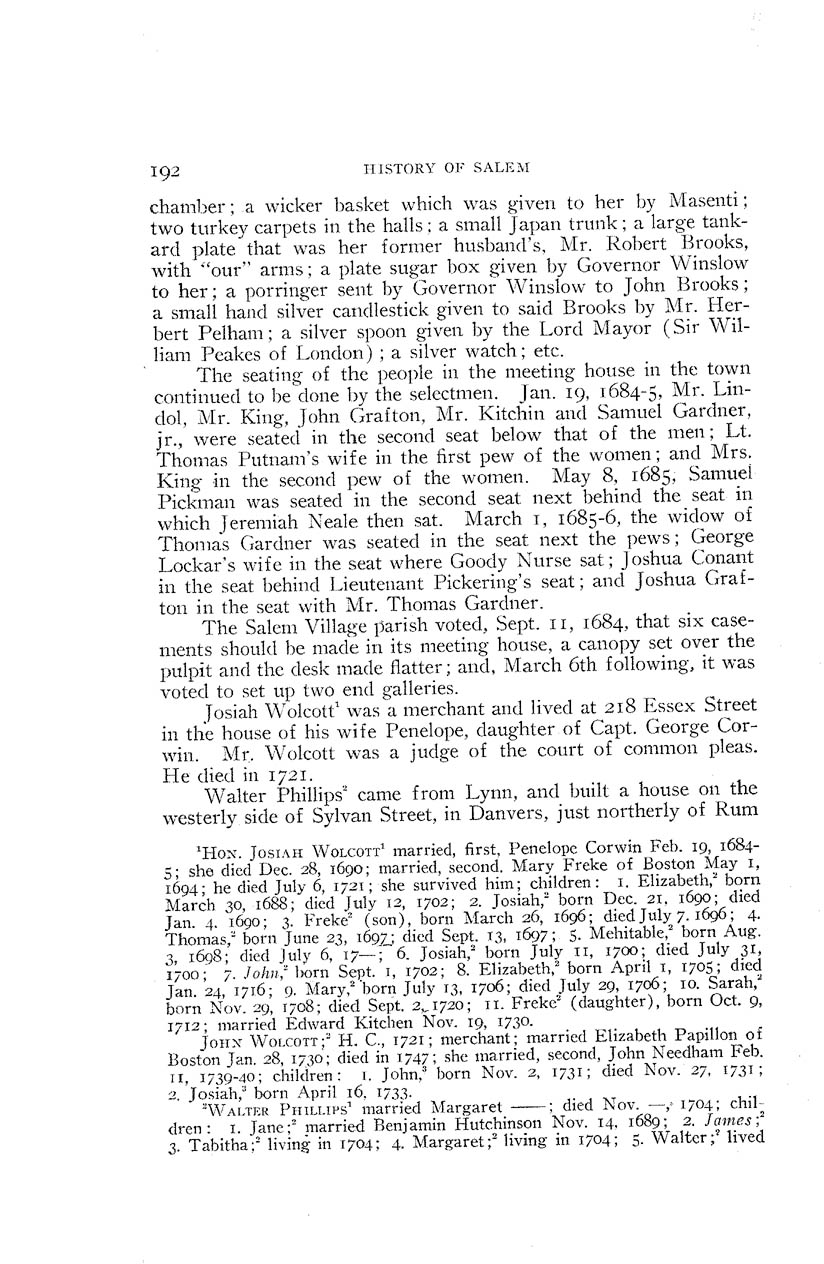 192 HISTORY OF SALEM
chamber; a wicker basket which was given to her by Masenti;
two turkey carpets in the halls; a small Japan trunk; a large tank-
ard plate that was her former husband's, Mr. Robert Brooks,
with "our" arms; a plate sugar box given by Governor Winslow
to her; a porringer sent by Governor Winslow to John Brooks;
a small hand silver candlestick given to said Brooks by Mr. Her-
bert Pelham; a silver spoon given by the Lord Mayor (Sir Wil-
liam Peakes of London); a silver watch; etc.
The seating of the people in the meeting house in the town
continued to be done by the selectmen. Jan. 19, 1684-5, Mr. Lin-
dol, Mr. King, John Grafton, Mr. Kitchin and Samuel Gardner,
jr., were seated in the second seat below that of the men; Lt.
Thomas Putnam's wife in the first pew of the women; and Mrs.
King in the second pew of the women. May 8, 1685, Samuel
Pickman was seated in the second seat next behind the seat in
which Jeremiah Neale then sat. March 1, 1685-6, the widow of
Thomas Gardner was seated in the seat next the pews; George
Lockar's wife in the seat where Goody Nurse sat; Joshua Conant
in the seat behind Lieutenant Pickering's seat; and Joshua Graf-
ton in the seat with Mr. Thomas Gardner.
The Salem Village parish voted, Sept. 11, 1684, that six case-
ments should be made in its meeting house, a canopy set over the
pulpit and the desk made flatter; and, March 6th following, it was
voted to set up two end galleries.
Josiah Wolcott¹ was a merchant and lived at 218 Essex Street
in the house of his wife Penelope, daughter of Capt. George Cor-
win. Mr. Wolcott was a judge of the court of common pleas.
He died in 1721.
Walter Phillips² came from Lynn, and built a house on the
westerly side of Sylvan Street, in Danvers, just northerly of Rum
¹HON. JOSIAH WOLCOTT¹ married, first, Penelope Corwin Feb. 19, 1684-
5; she died Dec. 28, 1690; married, second, Mary Freke of Boston May 1,
1694; he died July 6, 1721; she survived him; children: 1. Elizabeth,² born
March 30, 1688; died July 12, 1702; 2. Josiah,² born Dec. 21, 1690; died
Jan. 4, 1690; 3. Freke² (son), born March 26, 1696; died July 7, 1696; 4.
Thomas,² born June 23, 1697; died Sept. 13, 1697; 5. Mehitable,² born Aug.
3, 1698; died July 6, 17—; 6. Josiah,² born July 11, 1700; died July 31,
1700; 7. John,² born Sept. 1, 1702; 8. Elizabeth,² born April 1, 1705; died
Jan. 24, 1716; 9. Mary,² born July 13, 1706; died July 29, 1706; 10. Sarah,²
born Nov. 29, 1708; died Sept. 2, 1720; 11. Freke² (daughter), born Oct. 9,
1712; married Edward Kitchen Nov. 19, 1730.
JOHN WOLCOTT;² H. C., 1721; merchant; married Elizabeth Papillon of
Boston Jan. 28, 1730; died in 1747; she married, second, John Needham Feb.
11, 1739-40; children: 1. John,³ born Nov. 2, 1731; died Nov. 27, 1731;
2. Josiah,³ born April 16, 1733.
²WALTER PHILLIPS¹ married Margaret ——; died Nov. —, 1704; chil-
dren: 1. Jane;² married Benjamin Hutchinson Nov. 14, 1689; 2. James;²
3. Tabitha;² living in 1704; 4. Margaret;² living in 1704; 5. Walter;² lived